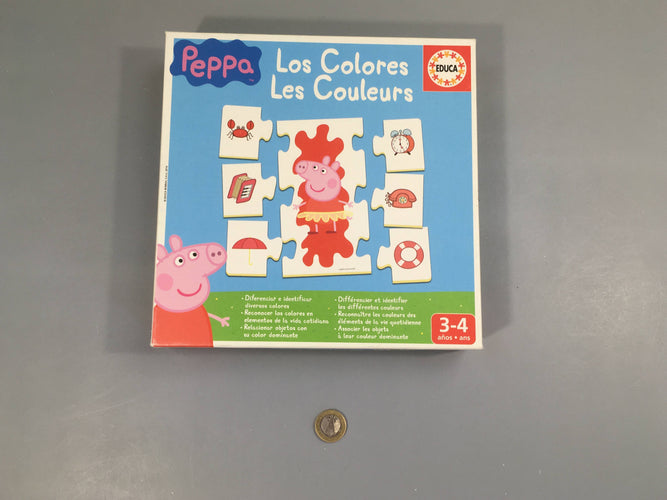 Peppa
Los Colores
Les Couleurs
EDUCA
• Diferenciar e identificar
diversos colores
• Reconocer los colores en
elementos de la vida cotidiana
• Relacionar objetos con
su color dominante
• Différencier et identifier
les différentes couleurs
• Reconnaître les couleurs des
éléments de la vie quotidienne
• Associer les objets
à leur couleur dominante
3-4
años • ans